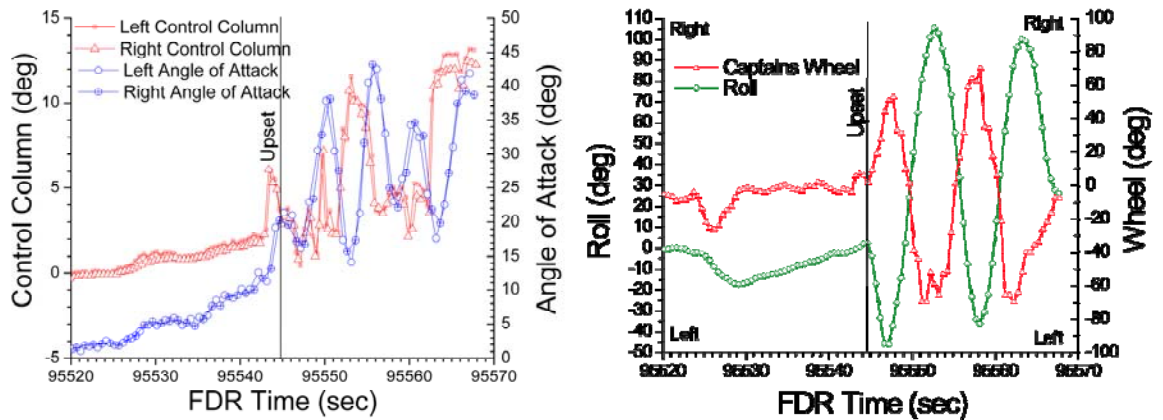 15
10
5
0
-5
Control Column (deg)
Left Control Column
Right Control Column
Left Angle of Attack
Right Angle of Attack
Upset
50
45
40
35
30
25
20
15
10
5
0
Angle of Attack (deg)
95520 95530 95540 95550 95560 95570
FDR Time (sec)
110
100
90
80
70
60
50
40
30
20
10
0
-10
-20
-30
-40
-50
Roll (deg)
Right
Right
Captains Wheel
Roll
Upset
Left
Left
100
80
60
40
20
0
-20
-40
-60
-80
-100
Wheel (deg)
95520 95530 95540 95550 95560 95570
FDR Time (sec)